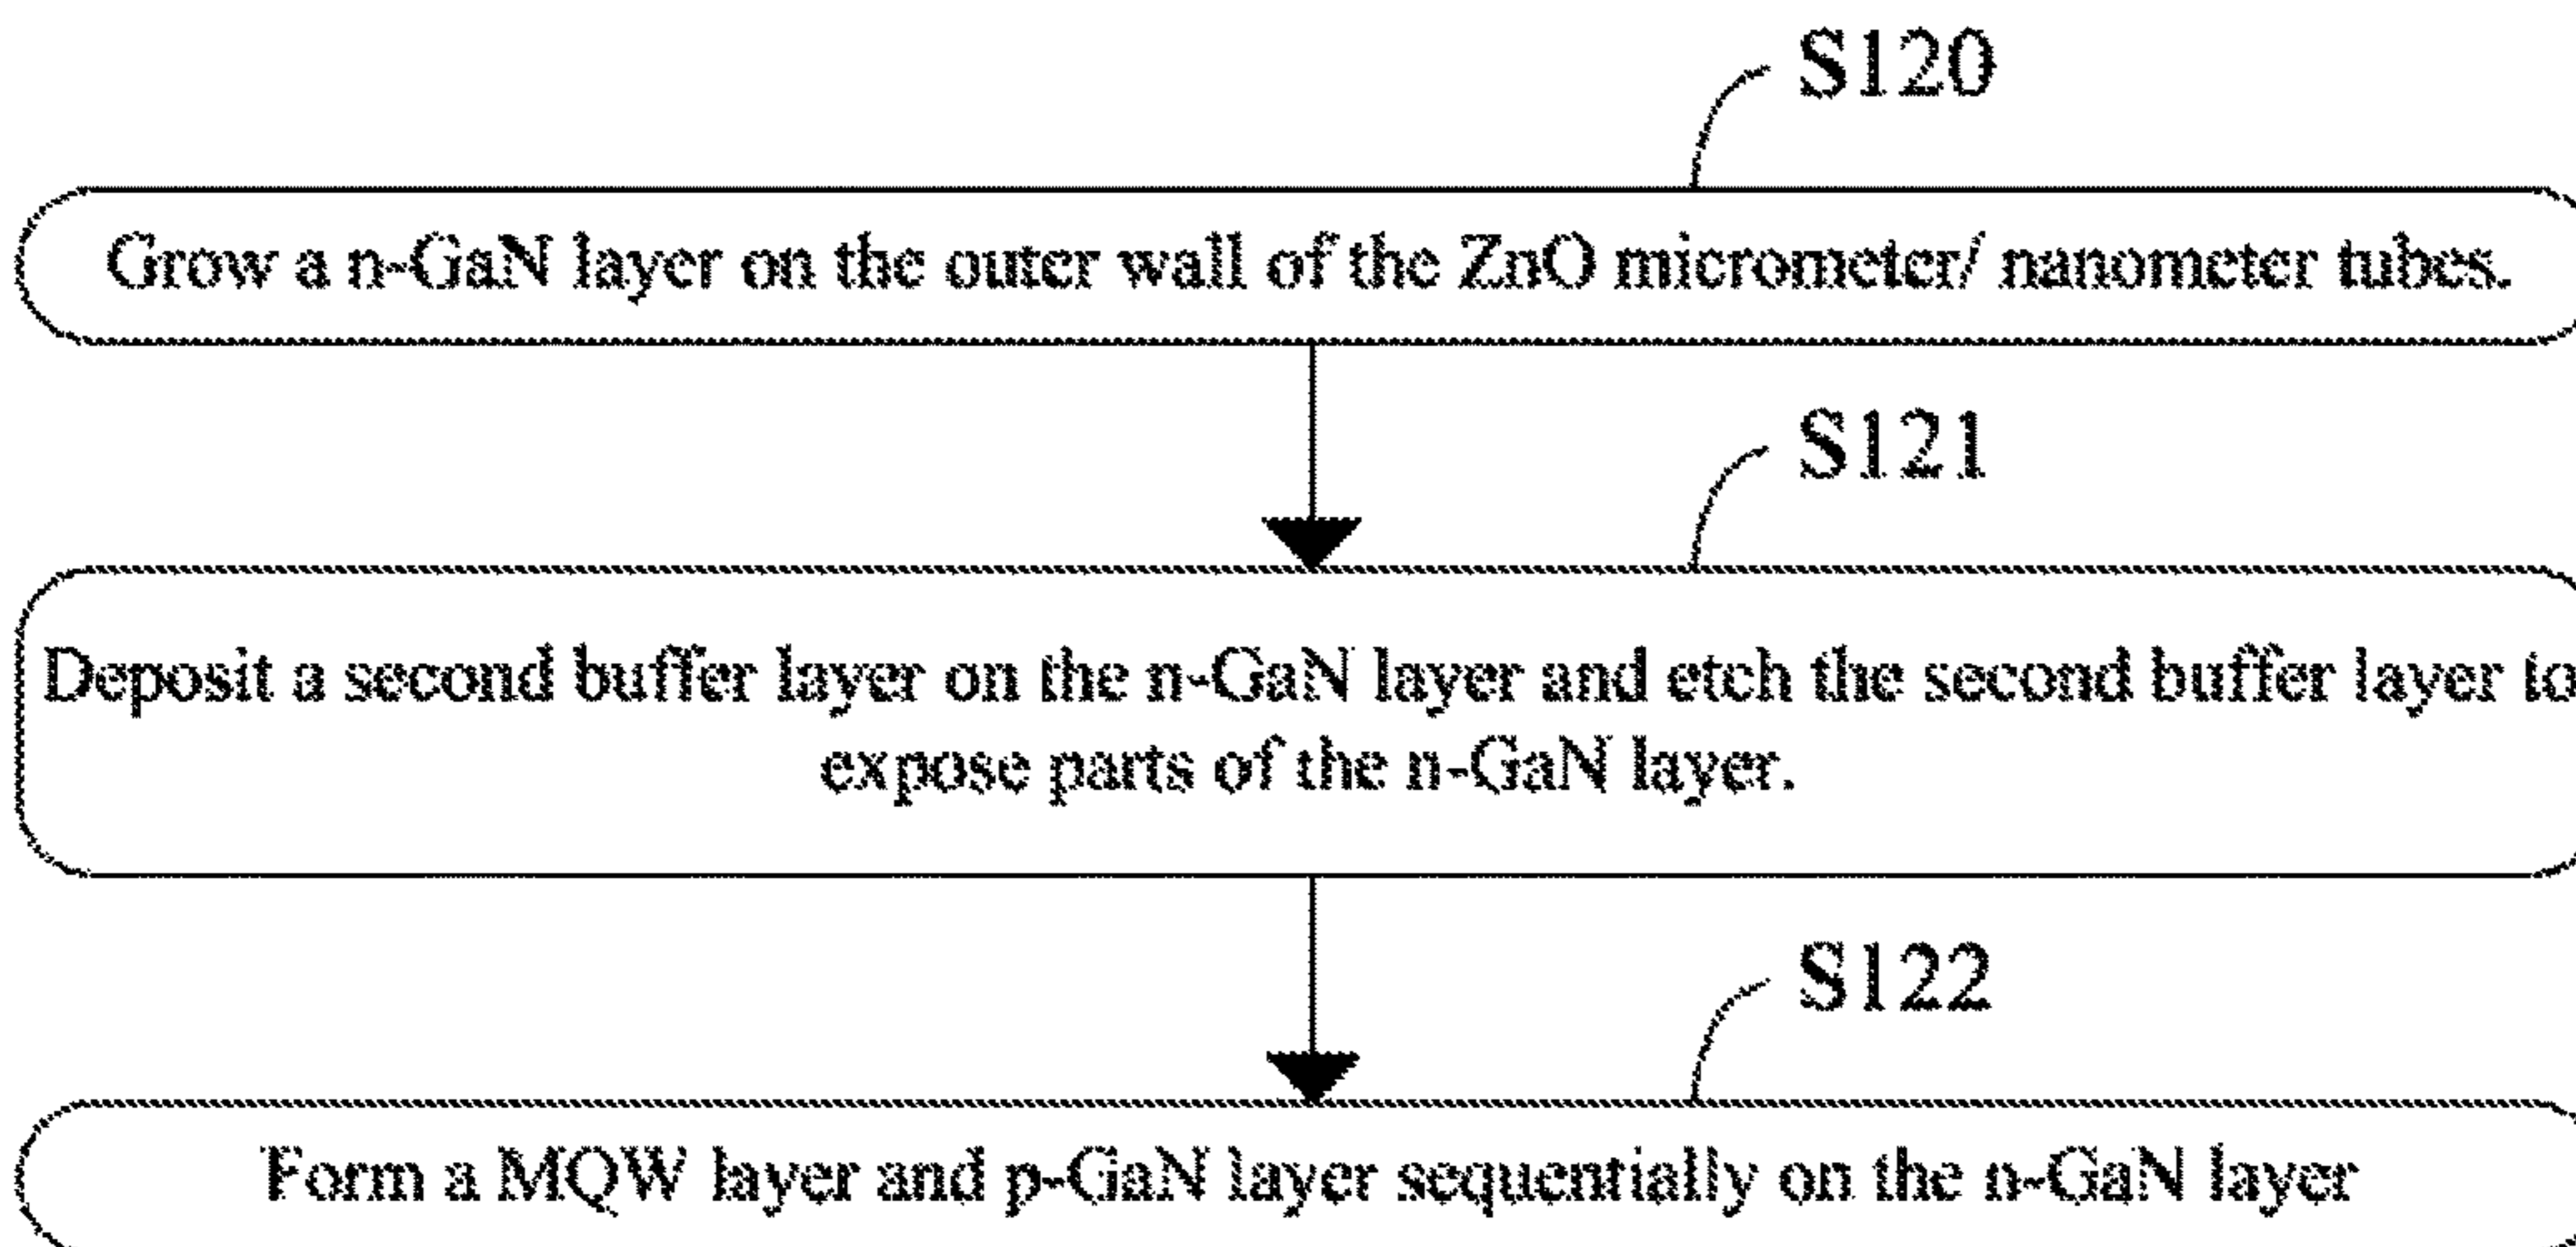 S120
Grow a n-GaN layer on the outer wall of the ZnO micrometer/ nanometer tubes.
S121
Deposit a second buffer layer on the n-GaN layer and etch the second buffer layer to
expose parts of the n-GaN layer.
S122
Form a MQW layer and p-GaN layer sequentially on the n-GaN layer